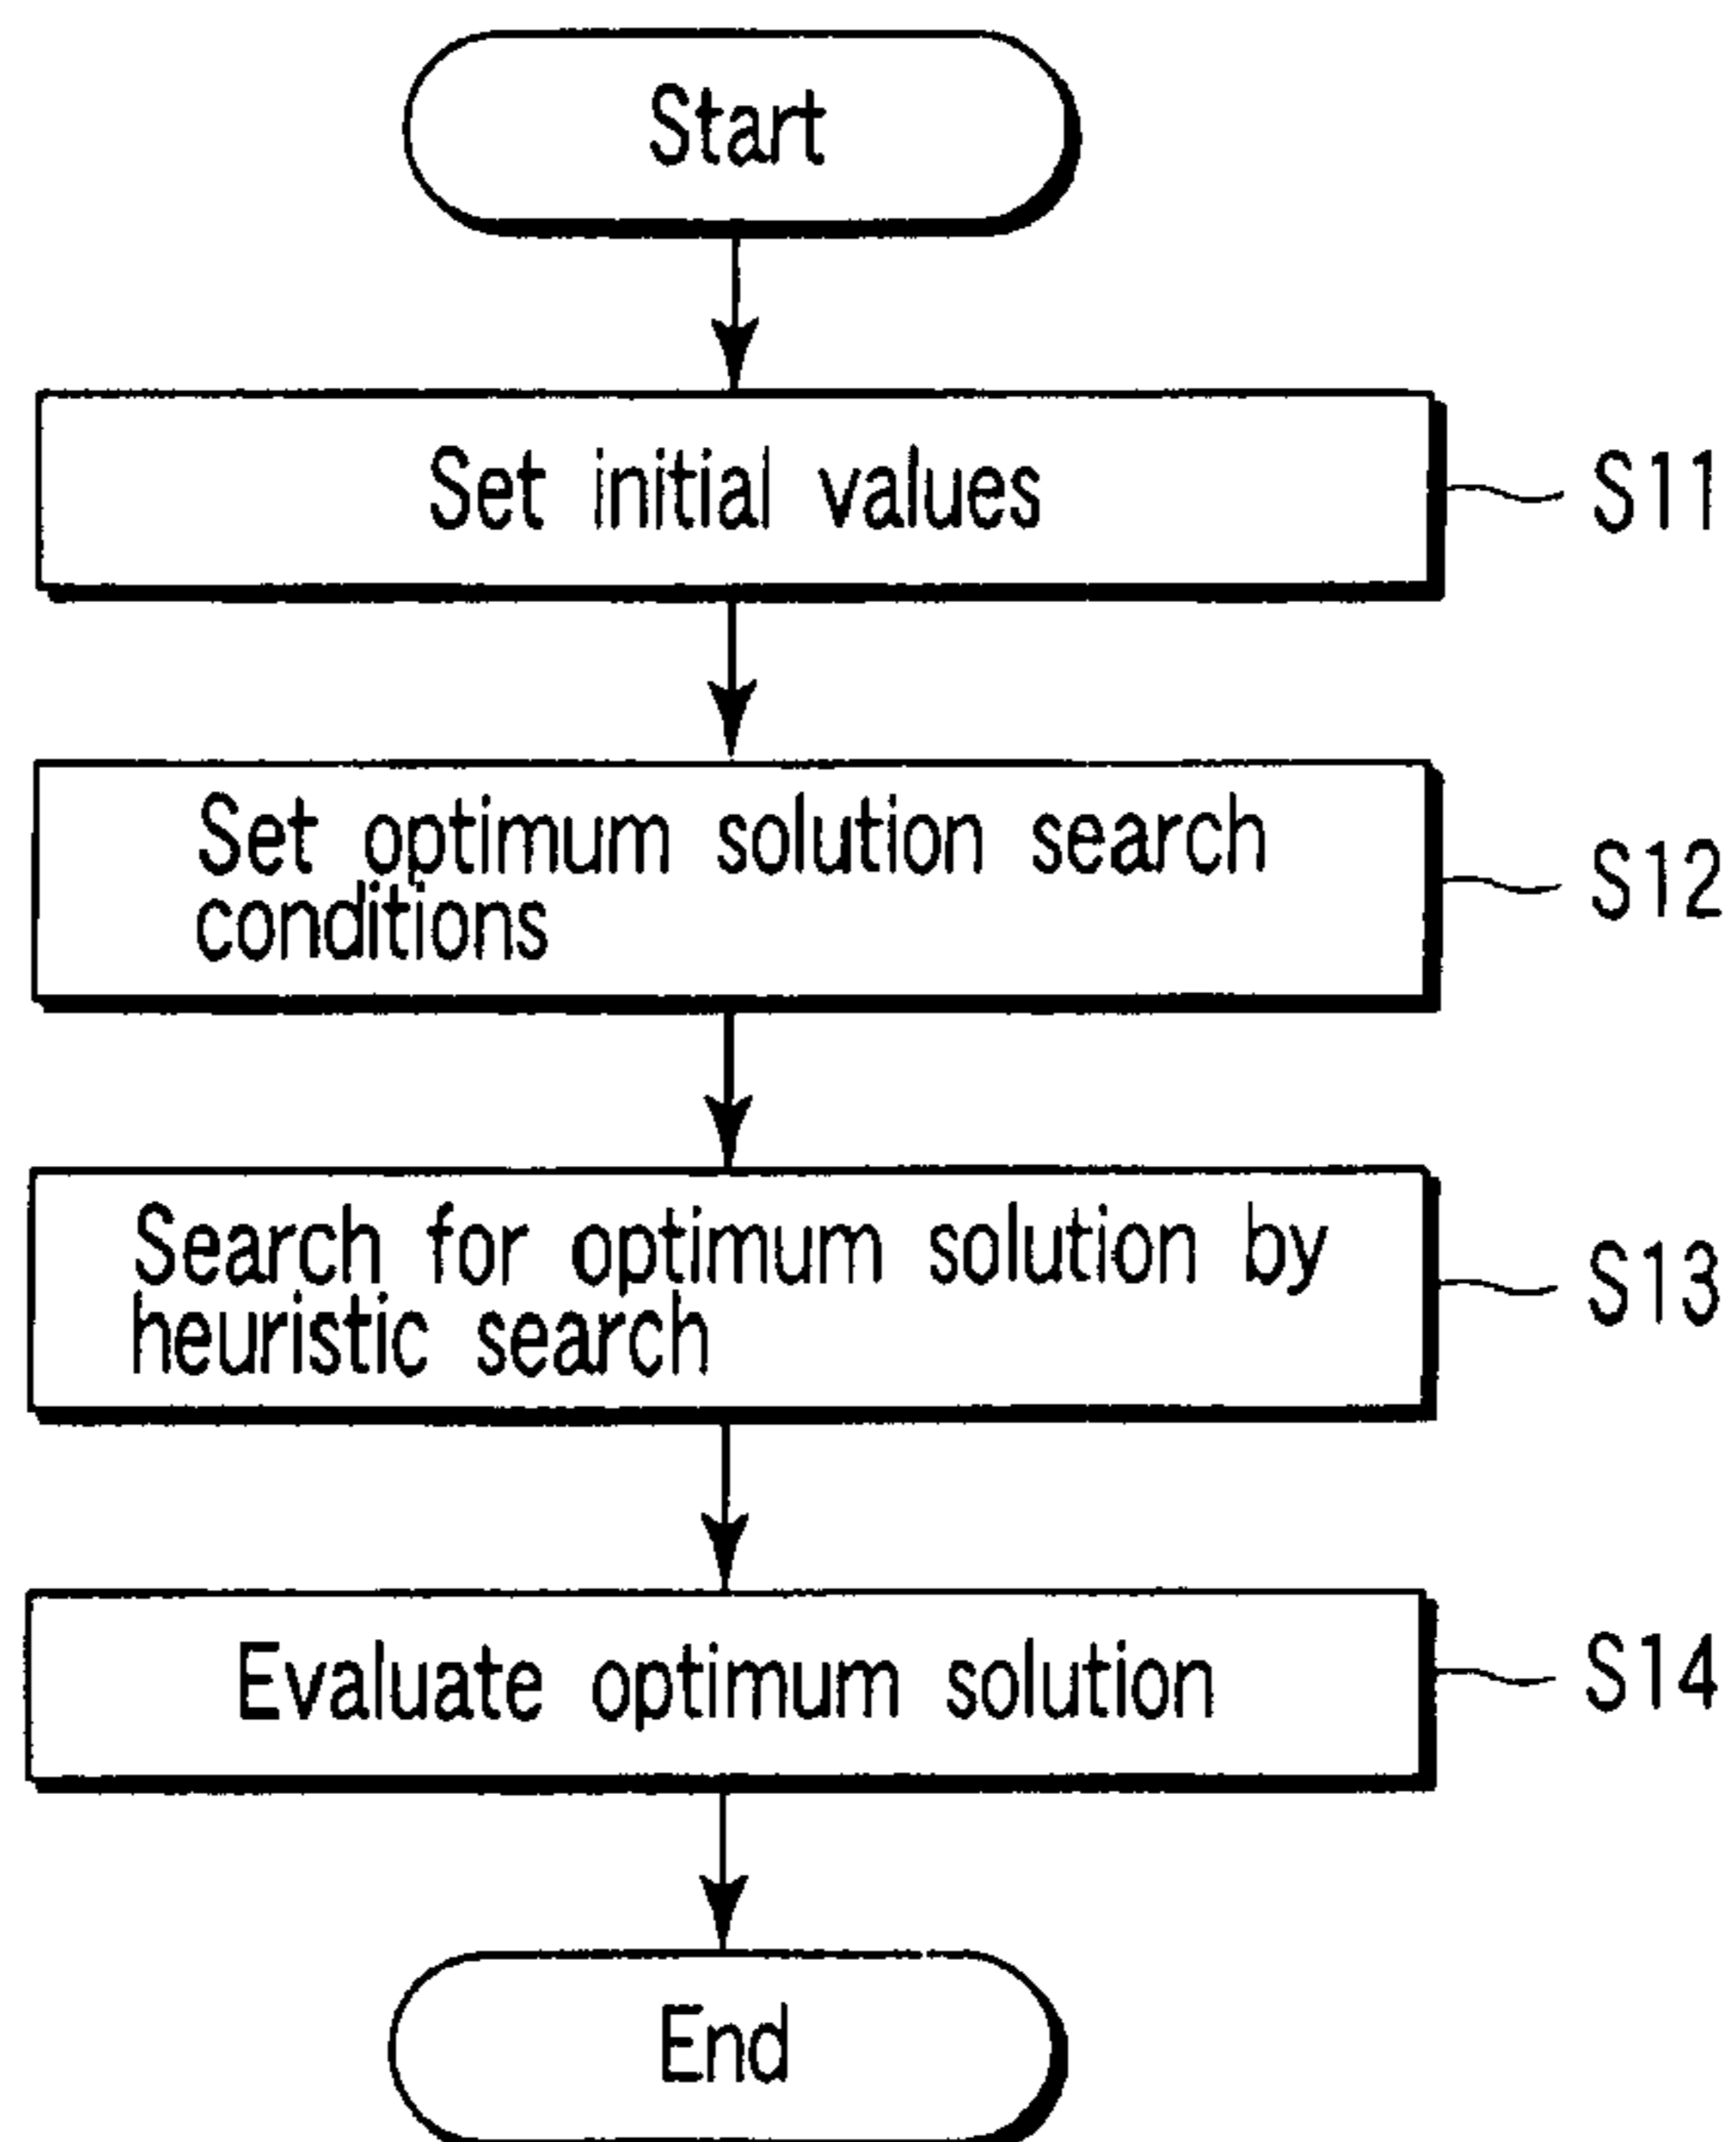 Start
Set initial values
S11
Set optimum solution search
conditions
S12
Search for optimum solution by
heuristic search
S13
Evaluate optimum solution
S14
End